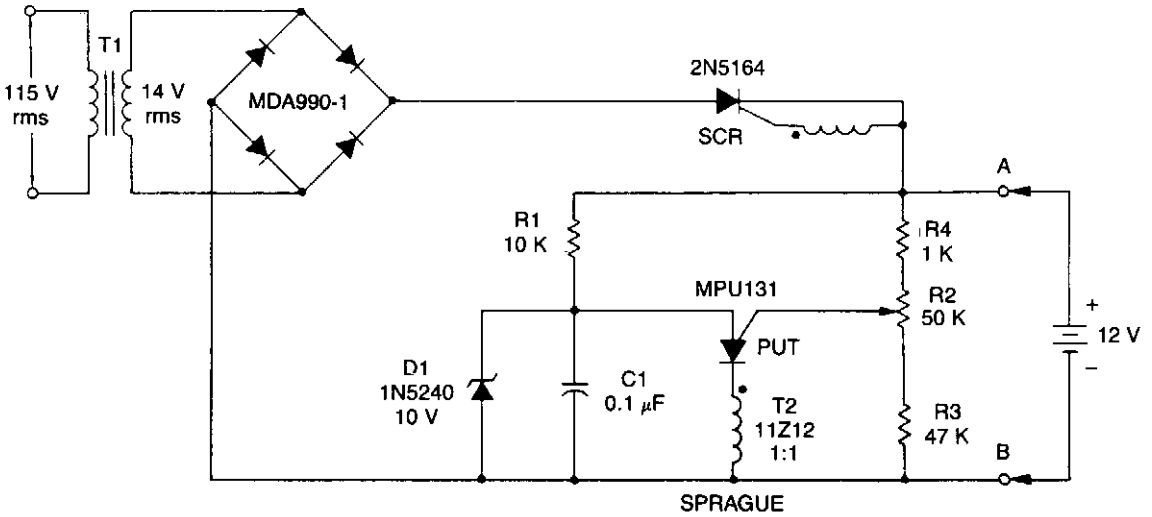 T1
115 V
rms
14 V
rms
MDA990-1
2N5164
SCR
A
R1
10 K
R4
1 K
MPU131
R2
50 K
+
12 V
−
PUT
D1
1N5240
10 V
C1
0.1 μF
T2
11Z12
1:1
R3
47 K
B
SPRAGUE